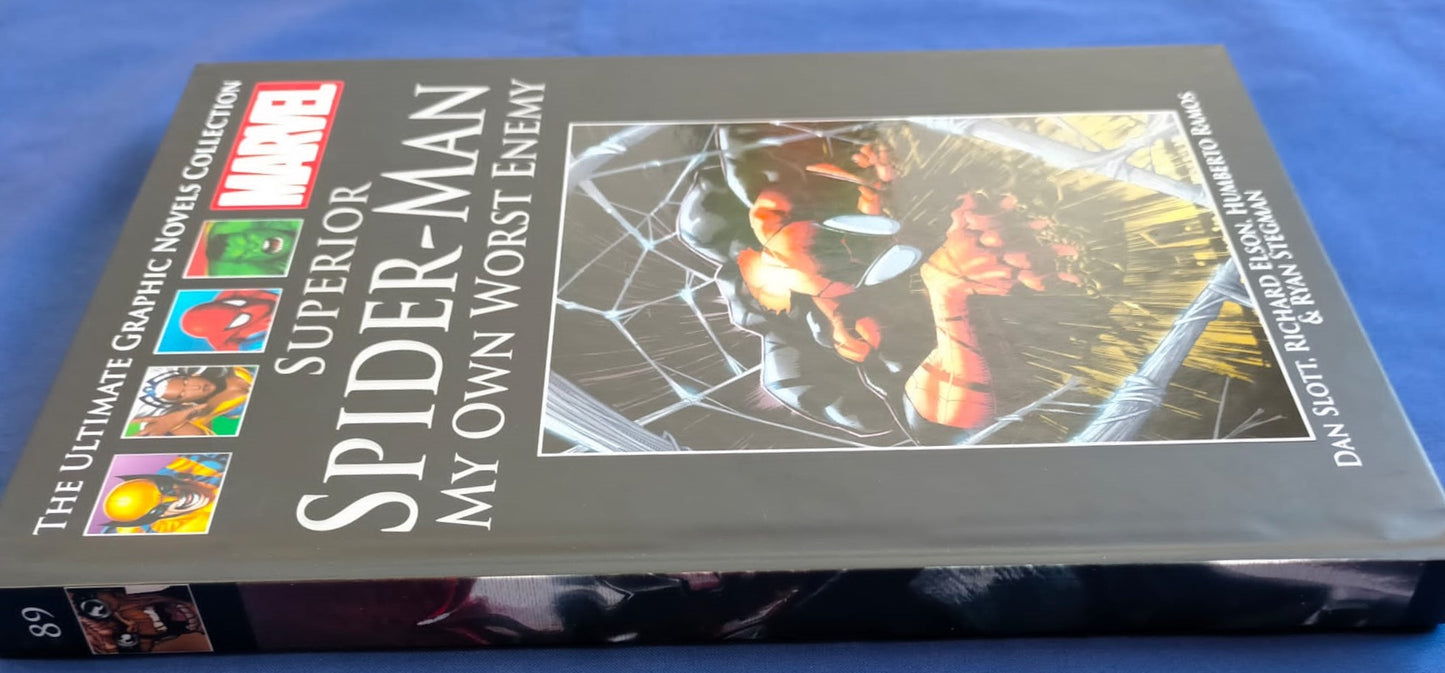 THE ULTIMATE GRAPHIC NOVELS COLLECTION
MARVEL
SUPERIOR
SPIDER-MAN
MY OWN WORST ENEMY
DAN SLOTT, RICHARD ELSON, HUMBERTO RAMOS
& RYAN STEGMAN
89